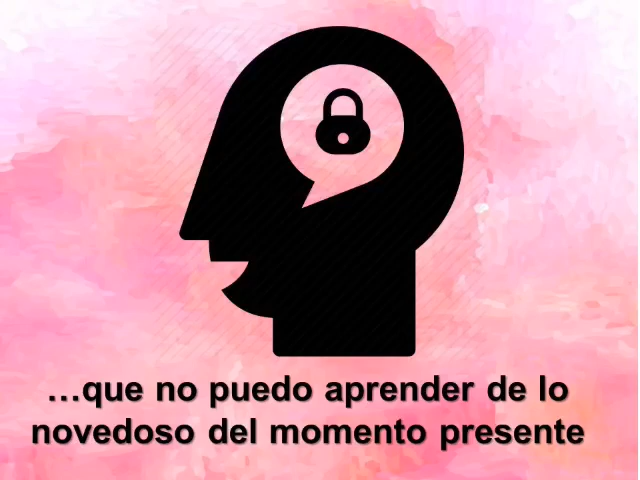 …que no puedo aprender de lo
novedoso del momento presente